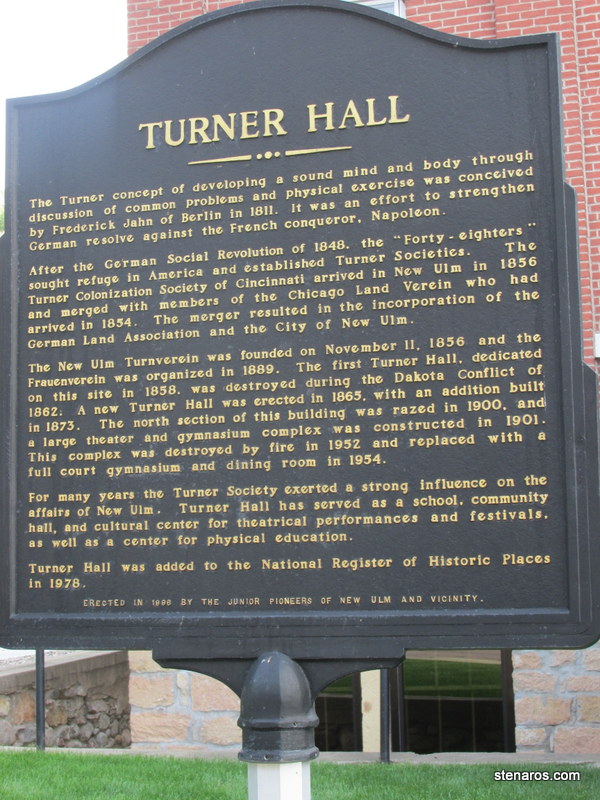 TURNER HALL
The Turner concept of developing a sound mind and body through
discussion of common problems and physical exercise was conceived
by Frederick Jahn of Berlin in 1811. It was an effort to strengthen
German resolve against the French conqueror, Napoleon.
After the German Social Revolution of 1848, the "Forty-eighters"
sought refuge in America and established Turner Societies. The
Turner Colonization Society of Cincinnati arrived in New Ulm in 1856
and merged with members of the Chicago Land Verein who had
arrived in 1854. The merger resulted in the incorporation of the
German Land Association and the City of New Ulm.
The New Ulm Turnverein was founded on November 11, 1856 and the
Frauenverein was organized in 1889. The first Turner Hall, dedicated
on this site in 1858, was destroyed during the Dakota Conflict of
1862. A new Turner Hall was erected in 1865, with an addition built
in 1873. The north section of this building was razed in 1900, and
a large theater and gymnasium complex was constructed in 1901.
This complex was destroyed by fire in 1952 and replaced with a
full court gymnasium and dining room in 1954.
For many years the Turner Society exerted a strong influence on the
affairs of New Ulm. Turner Hall has served as a school, community
hall, and cultural center for theatrical performances and festivals,
as well as a center for physical education.
Turner Hall was added to the National Register of Historic Places
in 1978.
ERECTED IN BY THE JUNIOR PIONEERS OF NEW ULM AND VICINITY.
stenaros.com